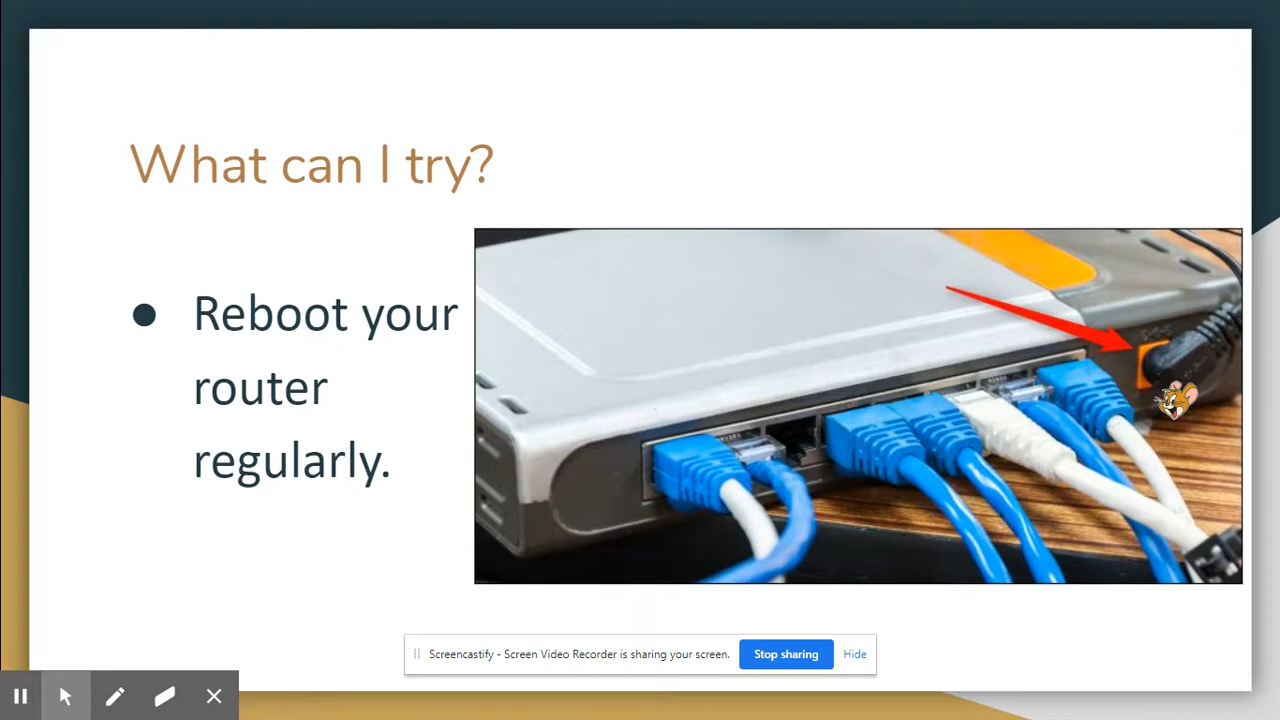 What can I try?
● Reboot your
router
regularly.
Screencastify - Screen Video Recorder is sharing your screen. Stop sharing Hide